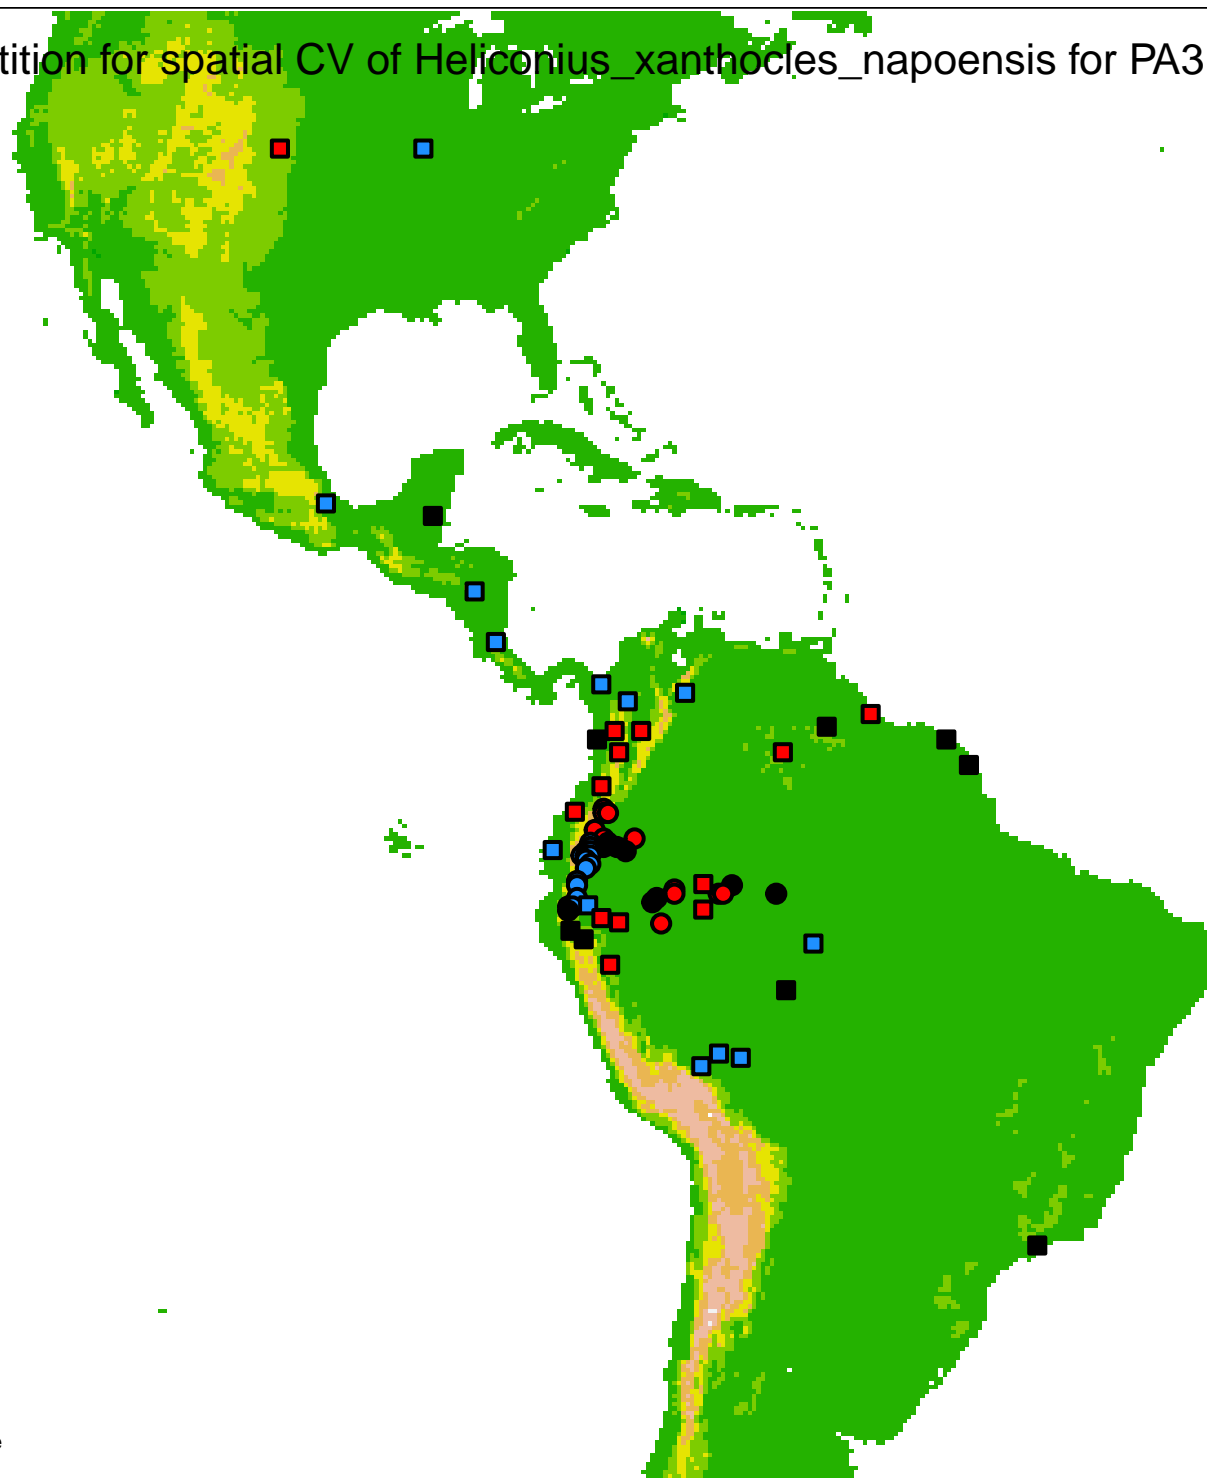 tition for spatial CV of Heliconius_xanthocles_napoensis for PA3